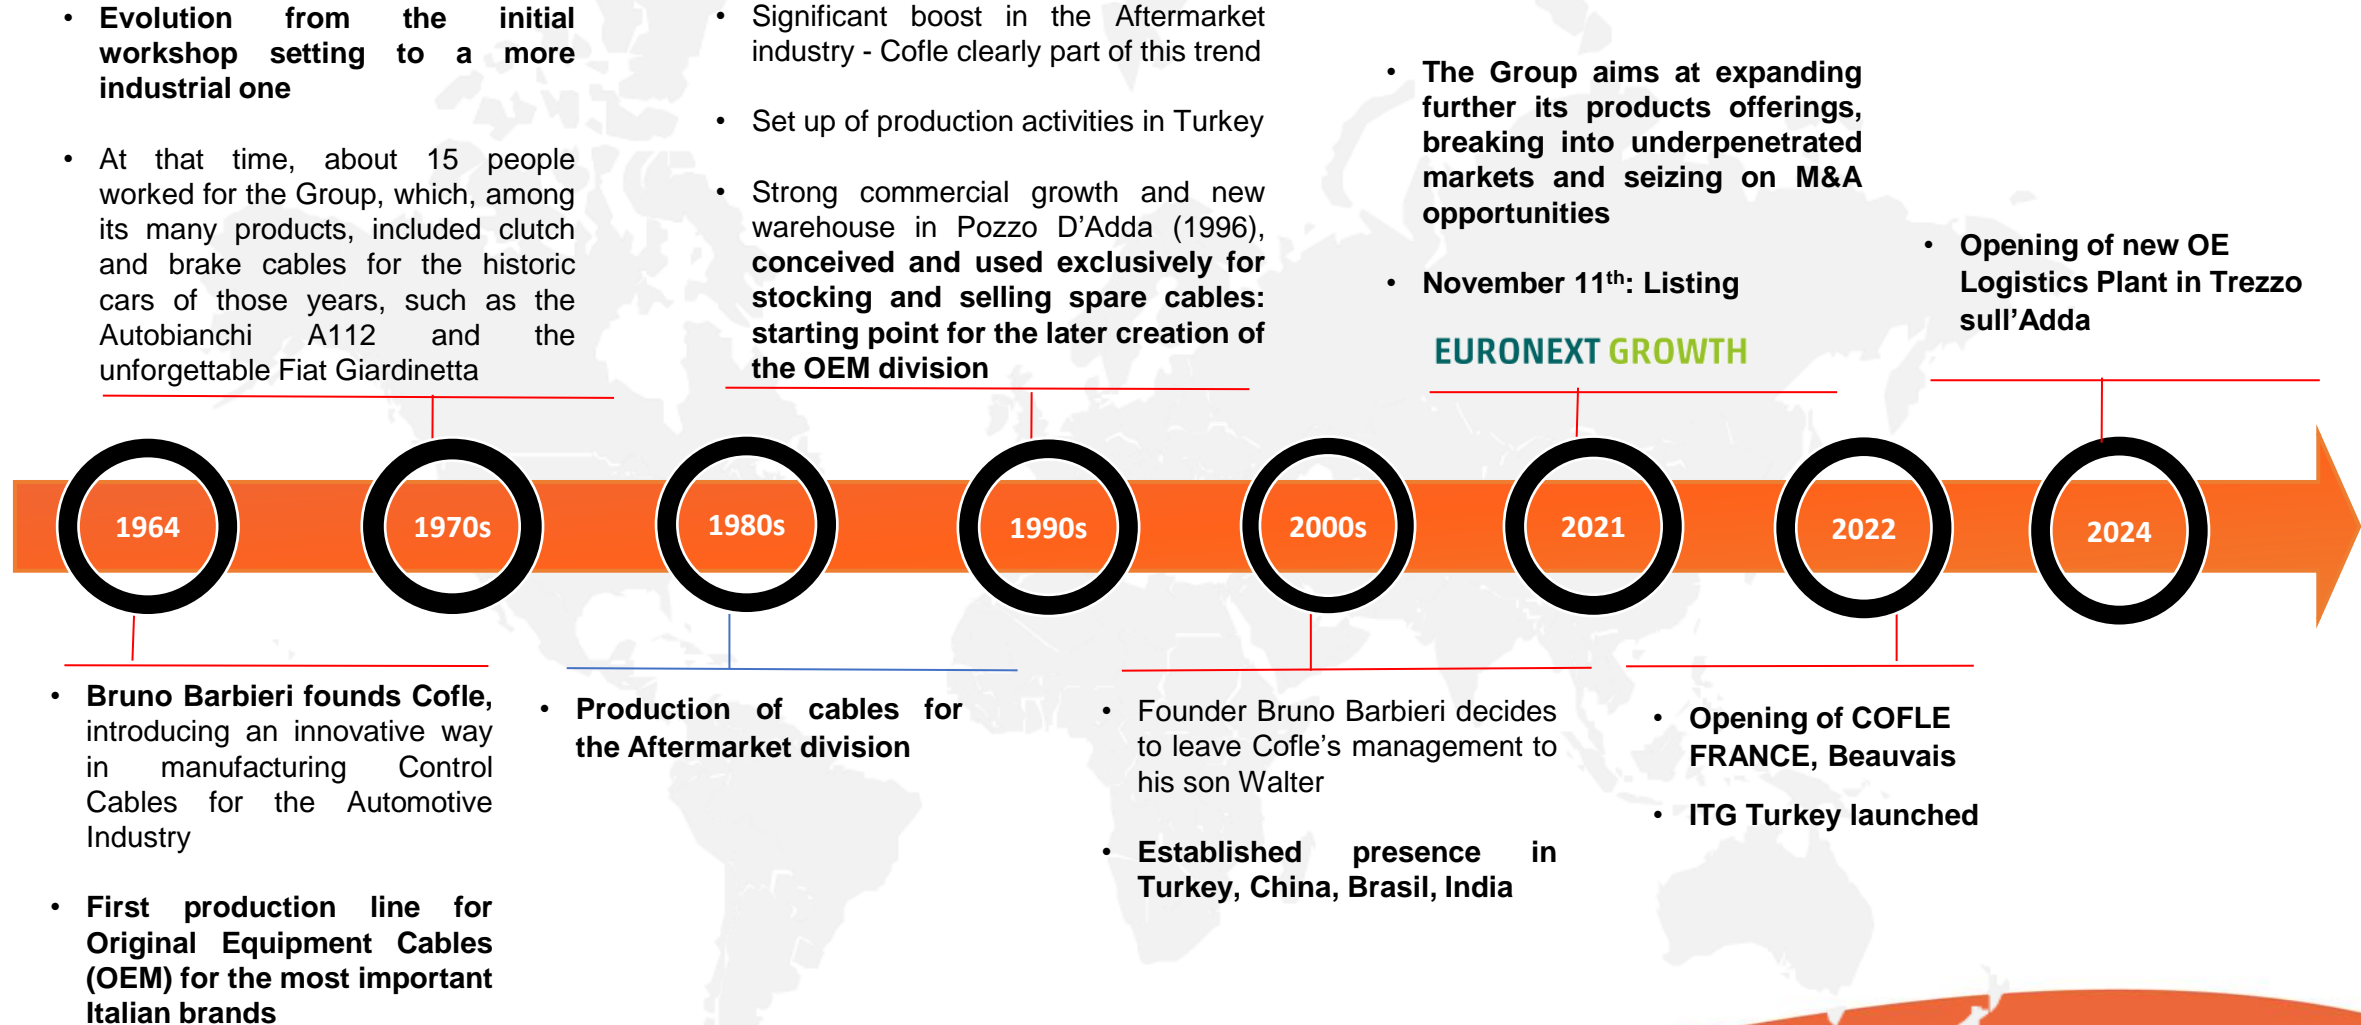 • Evolution from the initial
workshop setting to a more
industrial one
• At that time, about 15 people
worked for the Group, which, among
its many products, included clutch
and brake cables for the historic
cars of those years, such as the
Autobianchi A112 and the
unforgettable Fiat Giardinetta
• Significant boost in the Aftermarket
industry - Cofle clearly part of this trend
• Set up of production activities in Turkey
• Strong commercial growth and new
warehouse in Pozzo D’Adda (1996),
conceived and used exclusively for
stocking and selling spare cables:
starting point for the later creation of
the OEM division
• The Group aims at expanding
further its products offerings,
breaking into underpenetrated
markets and seizing on M&A
opportunities
• November 11th: Listing
EURONEXT GROWTH
• Opening of new OE
Logistics Plant in Trezzo
sull’Adda
1964
1970s
1980s
1990s
2000s
2021
2022
2024
• Bruno Barbieri founds Cofle,
introducing an innovative way
in manufacturing Control
Cables for the Automotive
Industry
• First production line for
Original Equipment Cables
(OEM) for the most important
Italian brands
• Production of cables for
the Aftermarket division
• Founder Bruno Barbieri decides
to leave Cofle’s management to
his son Walter
• Established presence in
Turkey, China, Brasil, India
• Opening of COFLE
FRANCE, Beauvais
• ITG Turkey launched